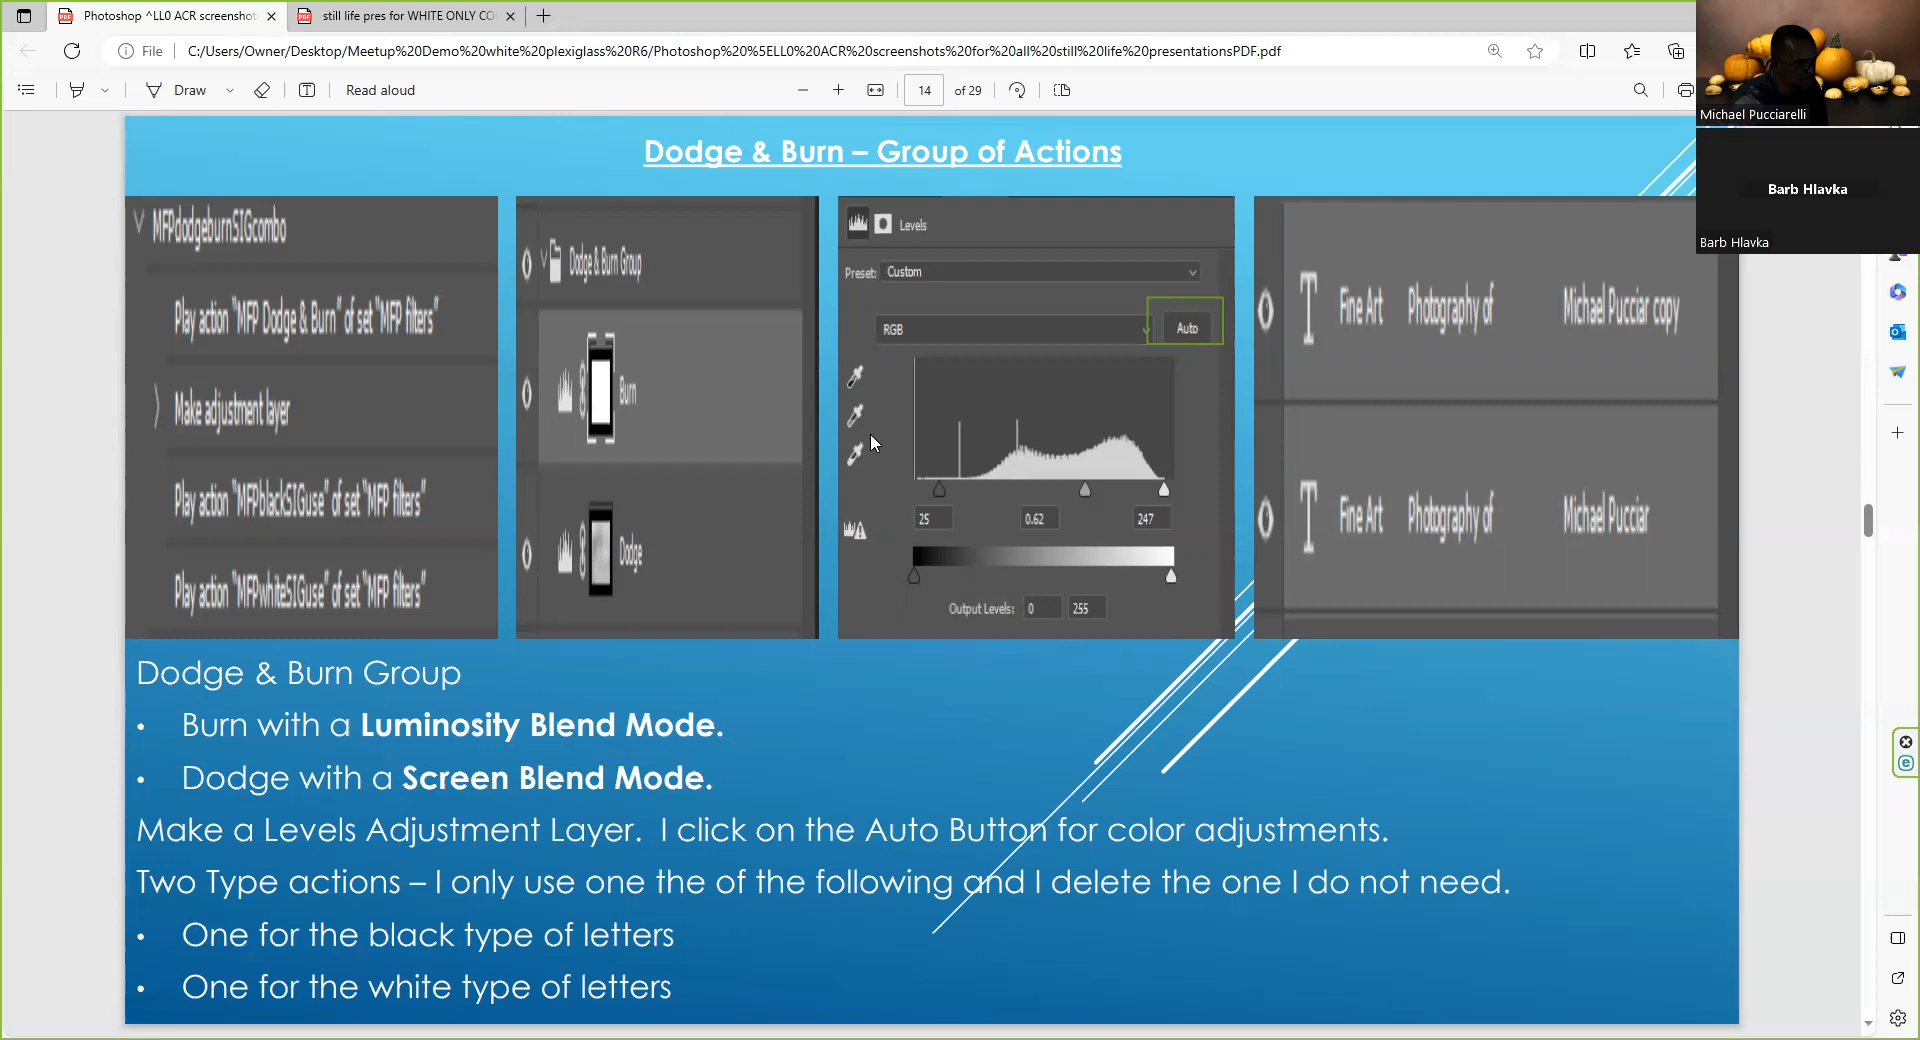 Photoshop ^LL0 ACR screenshot
still life pres for WHITE ONLY CO
File
C:/Users/Owner/Desktop/Meetup%20Demo%20white%20plexiglass%20R6/Photoshop%20%5ELL0%20ACR%20screenshots%20for%20all%20still%20life%20presentationsPDF.pdf
Draw
Read aloud
14
of 29
Michael Pucciarelli
Barb Hlavka
Barb Hlavka
Dodge & Burn – Group of Actions
MFPdodgeburnSIGcombo
Play action "MFP Dodge & Burn" of set "MFP filters"
Make adjustment layer
Play action "MFPblackSIGuse" of set "MFP filters"
Play action "MFPwhiteSIGuse" of set "MFP filters"
Dodge & Burn Group
Burn
Dodge
Levels
Preset: Custom
RGB
Auto
25 0.62 247
Output Levels: 0 255
T Fine Art Photography of Michael Pucciar copy
T Fine Art Photography of Michael Pucciar
Dodge & Burn Group
• Burn with a Luminosity Blend Mode.
• Dodge with a Screen Blend Mode.
Make a Levels Adjustment Layer. I click on the Auto Button for color adjustments.
Two Type actions – I only use one the of the following and I delete the one I do not need.
• One for the black type of letters
• One for the white type of letters